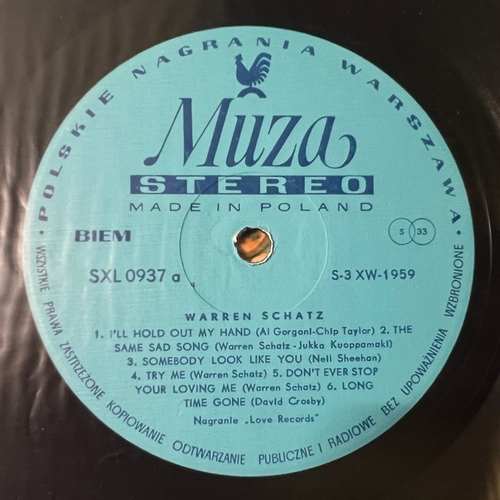 • POLSKIE NAGRANIA WARSZAWA •
Muza
STEREO
MADE IN POLAND
BIEM
S 33
SXL 0937 a
S-3 XW-1959
WARREN SCHATZ
1. I'LL HOLD OUT MY HAND (Al Gorgoni-Chip Taylor) 2. THE
SAME SAD SONG (Warren Schatz-Jukka Kuoppamaki)
3. SOMEBODY LOOK LIKE YOU (Neil Sheehan)
4. TRY ME (Warren Schatz) 5. DON'T EVER STOP
YOUR LOVING ME (Warren Schatz) 6. LONG
TIME GONE (David Crosby)
Nagranie „Love Records"
WSZYSTKIE PRAWA ZASTRZEŻONE KOPIOWANIE ODTWARZANIE PUBLICZNE I RADIOWE BEZ UPOWAŻNIENIA WZBRONIONE